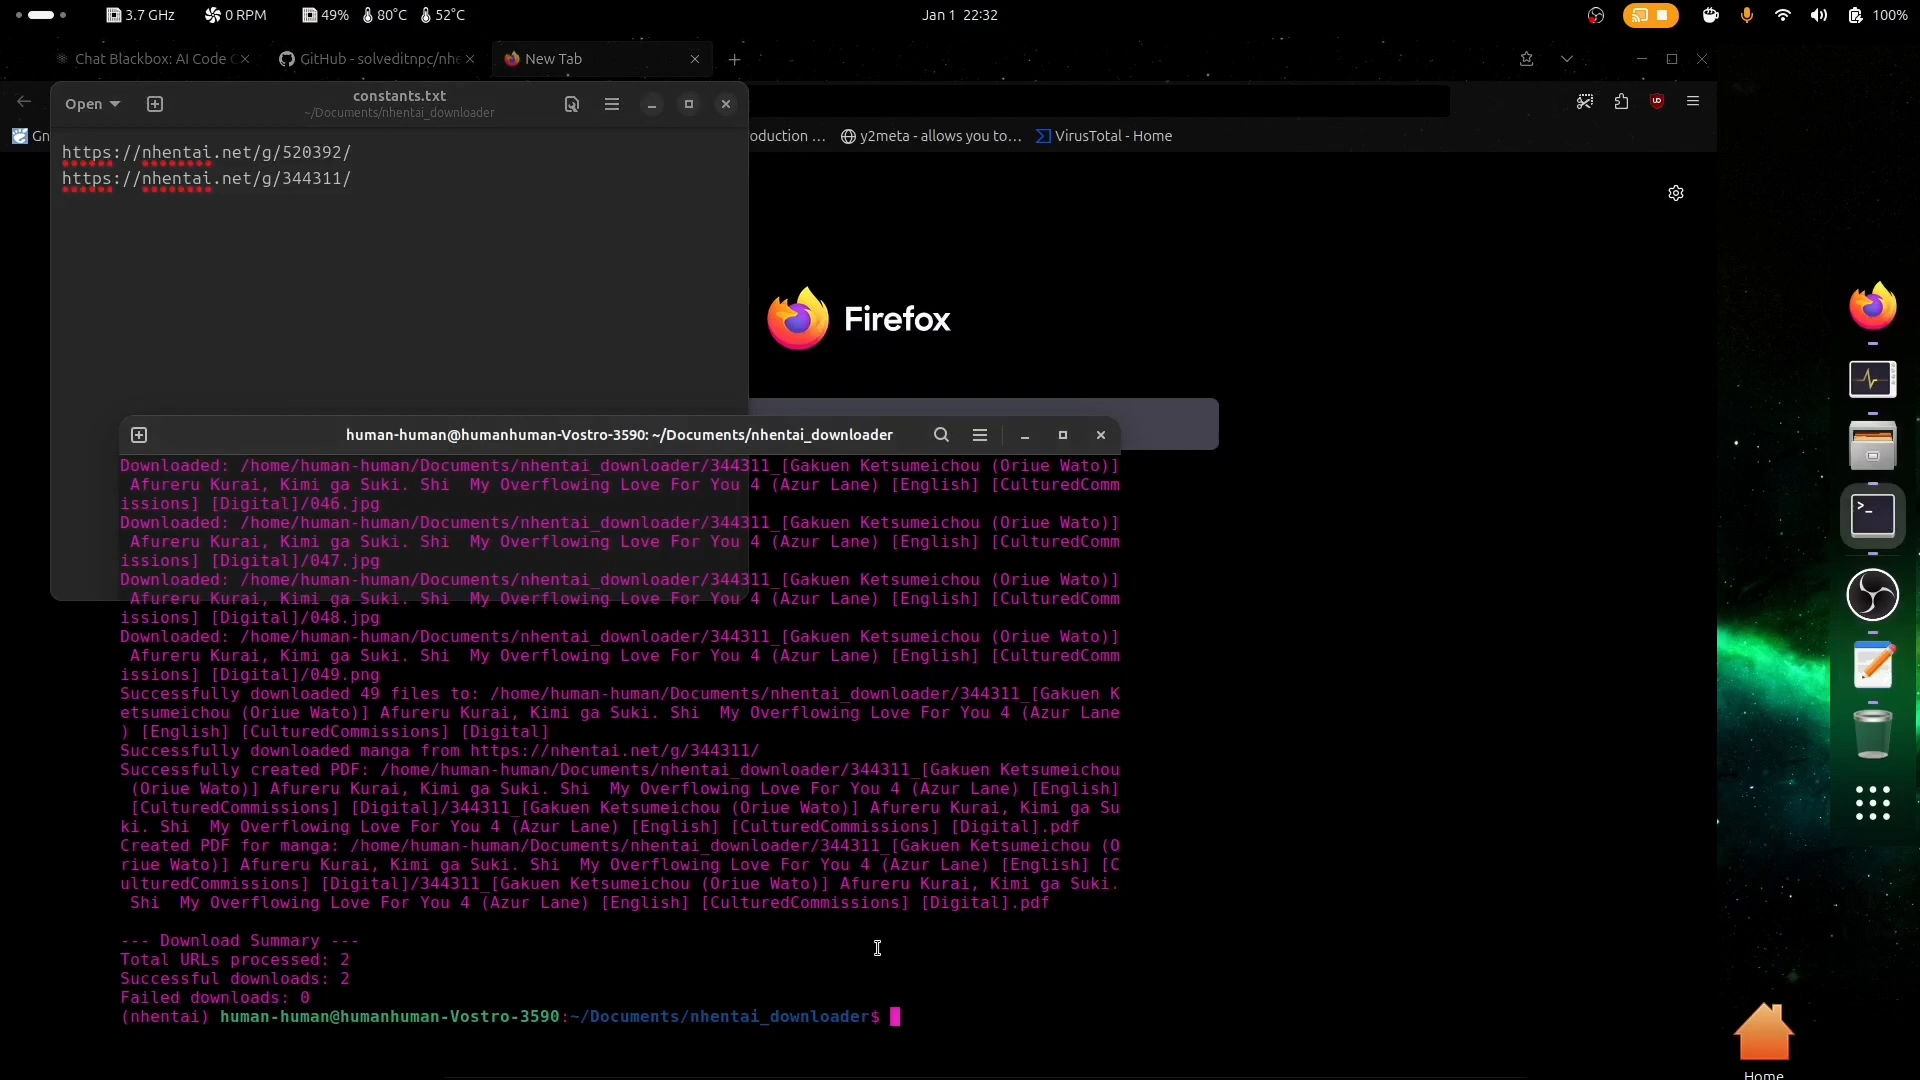 3.7 GHz 0 RPM 49% 80°C 52°C Jan 1 22:32 100%
Chat Blackbox: AI Code C GitHub - solveditnpc/nhe New Tab
Open constants.txt
~/Documents/nhentai_downloader
Gn oduction ... y2meta - allows you to... VirusTotal - Home
https://nhentai.net/g/520392/
https://nhentai.net/g/344311/
Firefox
human-human@humanhuman-Vostro-3590: ~/Documents/nhentai_downloader
Downloaded: /home/human-human/Documents/nhentai_downloader/344311_[Gakuen Ketsumeichou (Oriue Wato)]
Afureru Kurai, Kimi ga Suki. Shi  My Overflowing Love For You 4 (Azur Lane) [English] [CulturedComm
issions] [Digital]/046.jpg
Downloaded: /home/human-human/Documents/nhentai_downloader/344311_[Gakuen Ketsumeichou (Oriue Wato)]
Afureru Kurai, Kimi ga Suki. Shi  My Overflowing Love For You 4 (Azur Lane) [English] [CulturedComm
issions] [Digital]/047.jpg
Downloaded: /home/human-human/Documents/nhentai_downloader/344311_[Gakuen Ketsumeichou (Oriue Wato)]
Afureru Kurai, Kimi ga Suki. Shi  My Overflowing Love For You 4 (Azur Lane) [English] [CulturedComm
issions] [Digital]/048.jpg
Downloaded: /home/human-human/Documents/nhentai_downloader/344311_[Gakuen Ketsumeichou (Oriue Wato)]
Afureru Kurai, Kimi ga Suki. Shi  My Overflowing Love For You 4 (Azur Lane) [English] [CulturedComm
issions] [Digital]/049.png
Successfully downloaded 49 files to: /home/human-human/Documents/nhentai_downloader/344311_[Gakuen K
etsumeichou (Oriue Wato)] Afureru Kurai, Kimi ga Suki. Shi  My Overflowing Love For You 4 (Azur Lane
) [English] [CulturedCommissions] [Digital]
Successfully downloaded manga from https://nhentai.net/g/344311/
Successfully created PDF: /home/human-human/Documents/nhentai_downloader/344311_[Gakuen Ketsumeichou
(Oriue Wato)] Afureru Kurai, Kimi ga Suki. Shi  My Overflowing Love For You 4 (Azur Lane) [English]
[CulturedCommissions] [Digital]/344311_[Gakuen Ketsumeichou (Oriue Wato)] Afureru Kurai, Kimi ga Su
ki. Shi  My Overflowing Love For You 4 (Azur Lane) [English] [CulturedCommissions] [Digital].pdf
Created PDF for manga: /home/human-human/Documents/nhentai_downloader/344311_[Gakuen Ketsumeichou (O
riue Wato)] Afureru Kurai, Kimi ga Suki. Shi  My Overflowing Love For You 4 (Azur Lane) [English] [C
ulturedCommissions] [Digital]/344311_[Gakuen Ketsumeichou (Oriue Wato)] Afureru Kurai, Kimi ga Suki.
Shi  My Overflowing Love For You 4 (Azur Lane) [English] [CulturedCommissions] [Digital].pdf
--- Download Summary ---
Total URLs processed: 2
Successful downloads: 2
Failed downloads: 0
(nhentai) human-human@humanhuman-Vostro-3590:~/Documents/nhentai_downloader$
Home